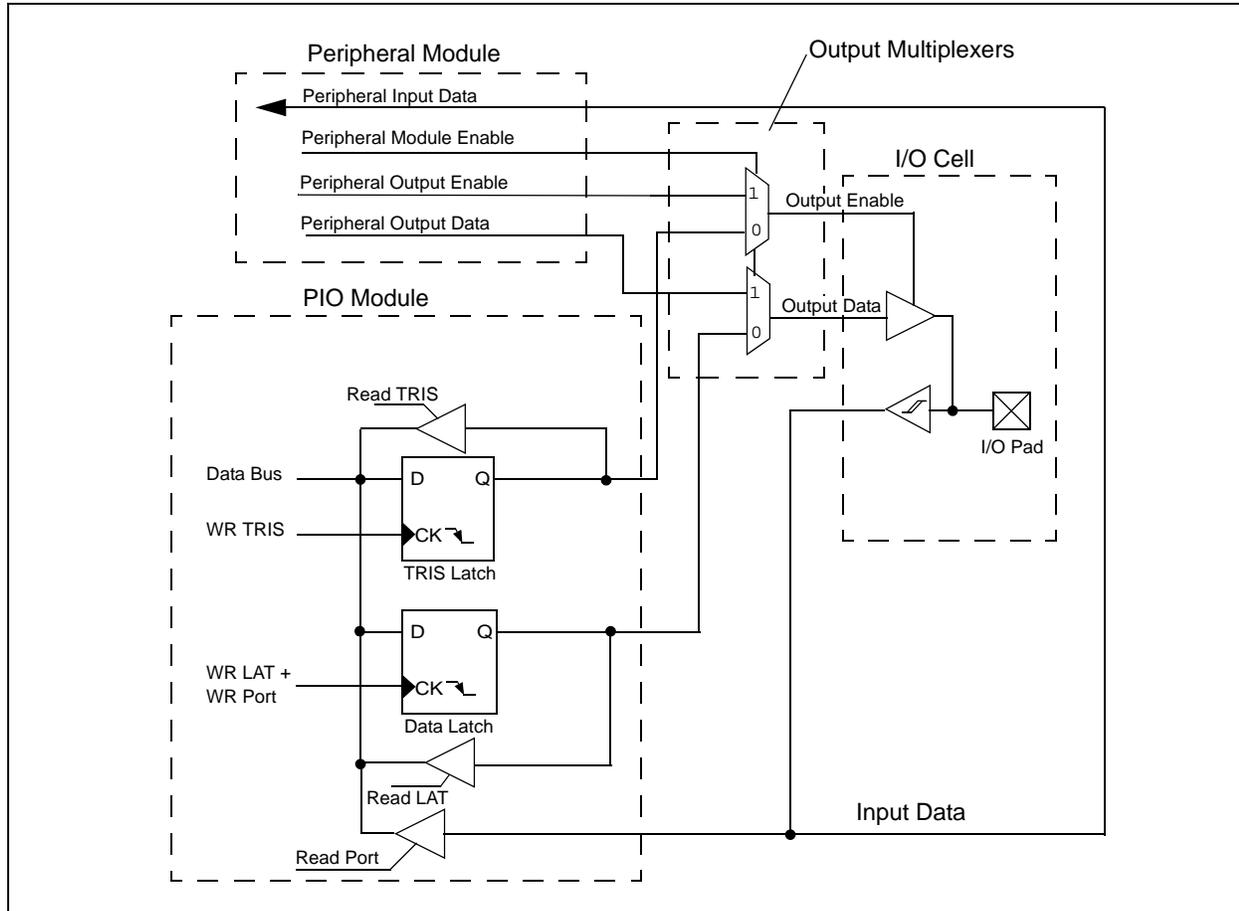 Peripheral Module
Output Multiplexers
Peripheral Input Data
Peripheral Module Enable
I/O Cell
Peripheral Output Enable
1
Output Enable
Peripheral Output Data
0
PIO Module
1
Output Data
0
Read TRIS
I/O Pad
Data Bus
D
Q
WR TRIS
CK
TRIS Latch
D
Q
WR LAT +
WR Port
CK
Data Latch
Read LAT
Input Data
Read Port